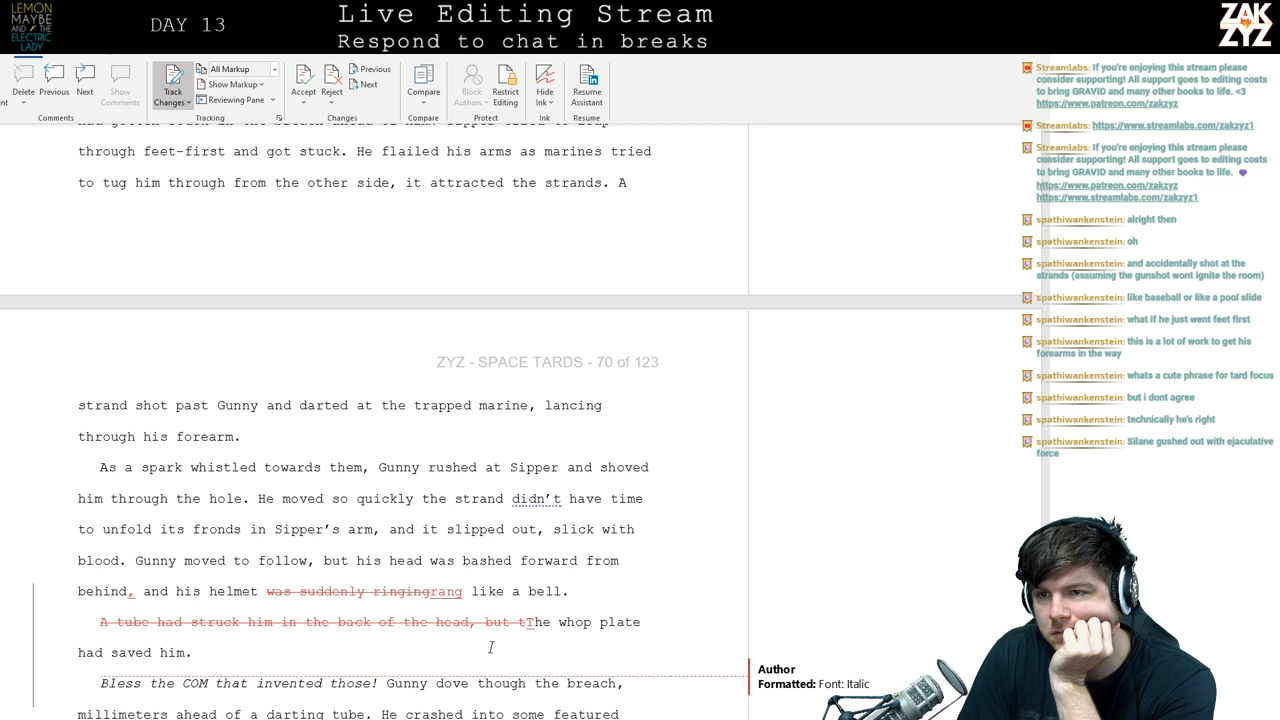 LEMON
MAYBE
AND THE
ELECTRIC
LADY
DAY 13
Live Editing Stream
Respond to chat in breaks
ZAK
ZYZ
Delete
Previous
Next
Show
Comments
Comments
Track
Changes
All Markup
Show Markup
Reviewing Pane
Tracking
Accept
Reject
Previous
Next
Changes
Compare
Compare
Block
Authors
Restrict
Editing
Protect
Hide
Ink
Ink
Resume
Assistant
Resume
through feet-first and got stuck. He flailed his arms as marines tried
to tug him through from the other side, it attracted the strands. A
ZYZ - SPACE TARDS - 70 of 123
strand shot past Gunny and darted at the trapped marine, lancing
through his forearm.
As a spark whistled towards them, Gunny rushed at Sipper and shoved
him through the hole. He moved so quickly the strand didn’t have time
to unfold its fronds in Sipper’s arm, and it slipped out, slick with
blood. Gunny moved to follow, but his head was bashed forward from
behind, and his helmet was suddenly ringingrang like a bell.
A tube had struck him in the back of the head, but tThe whop plate
had saved him.
Bless the COM that invented those! Gunny dove though the breach,
millimeters ahead of a darting tube. He crashed into some featured
Author
Formatted: Font: Italic
Streamlabs: If you're enjoying this stream please
consider supporting! All support goes to editing costs
to bring GRAVID and many other books to life. <3
https://www.patreon.com/zakzyz
Streamlabs: https://www.streamlabs.com/zakzyz1
Streamlabs: If you're enjoying this stream please
consider supporting! All support goes to editing costs
to bring GRAVID and many other books to life. 💜
https://www.patreon.com/zakzyz
https://www.streamlabs.com/zakzyz1
spathiwankenstein: alright then
spathiwankenstein: oh
spathiwankenstein: and accidentally shot at the
strands (assuming the gunshot wont ignite the room)
spathiwankenstein: like baseball or like a pool slide
spathiwankenstein: what if he just went feet first
spathiwankenstein: this is a lot of work to get his
forearms in the way
spathiwankenstein: whats a cute phrase for tard focus
spathiwankenstein: but i dont agree
spathiwankenstein: technically he's right
spathiwankenstein: Silane gushed out with ejaculative
force